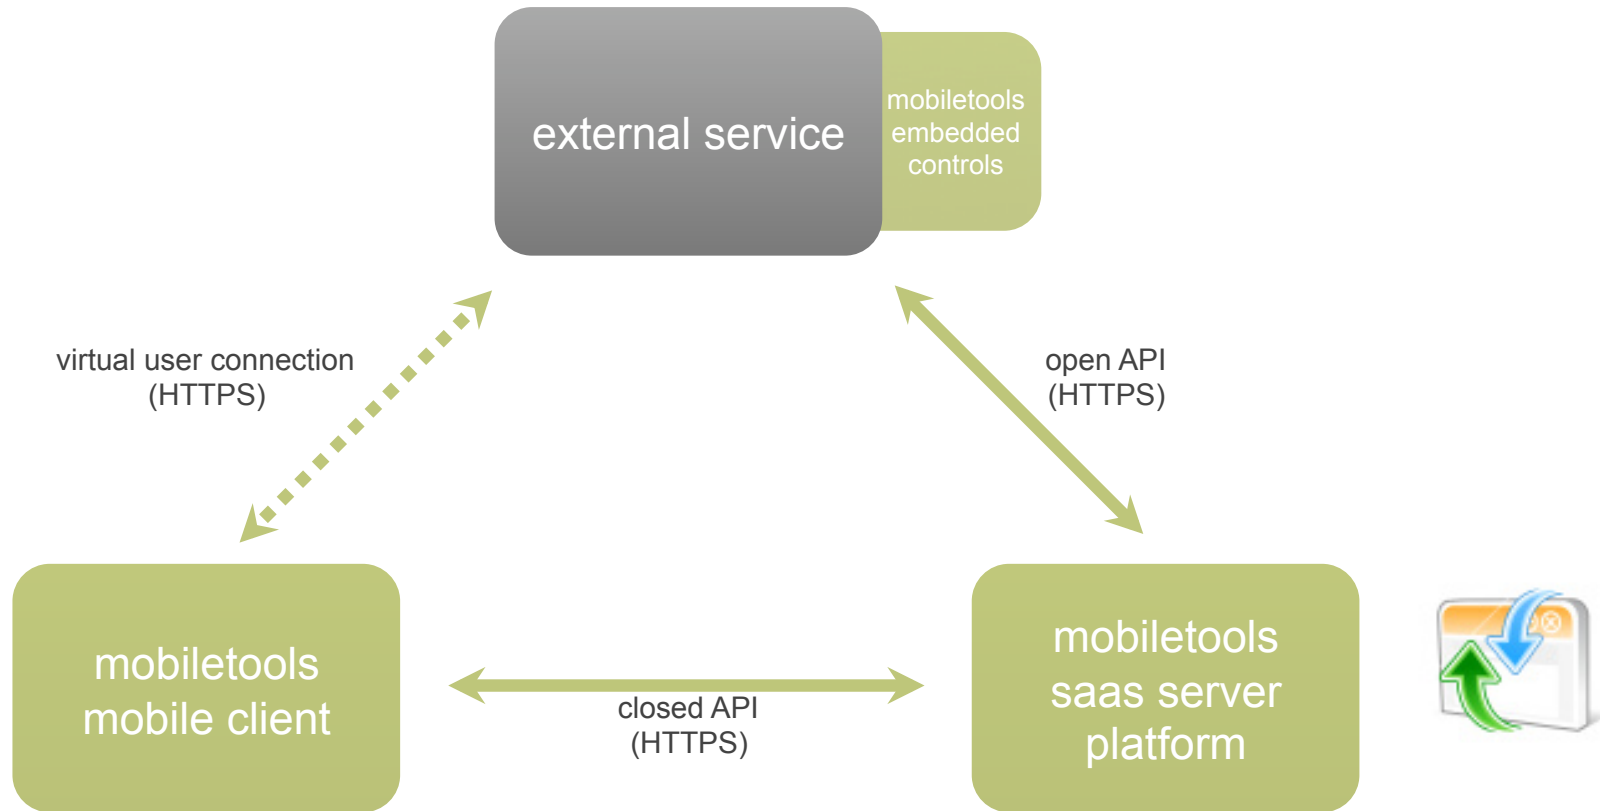 external service
mobiletools
embedded
controls
virtual user connection
(HTTPS)
open API
(HTTPS)
mobiletools
mobile client
closed API
(HTTPS)
mobiletools
saas server
platform